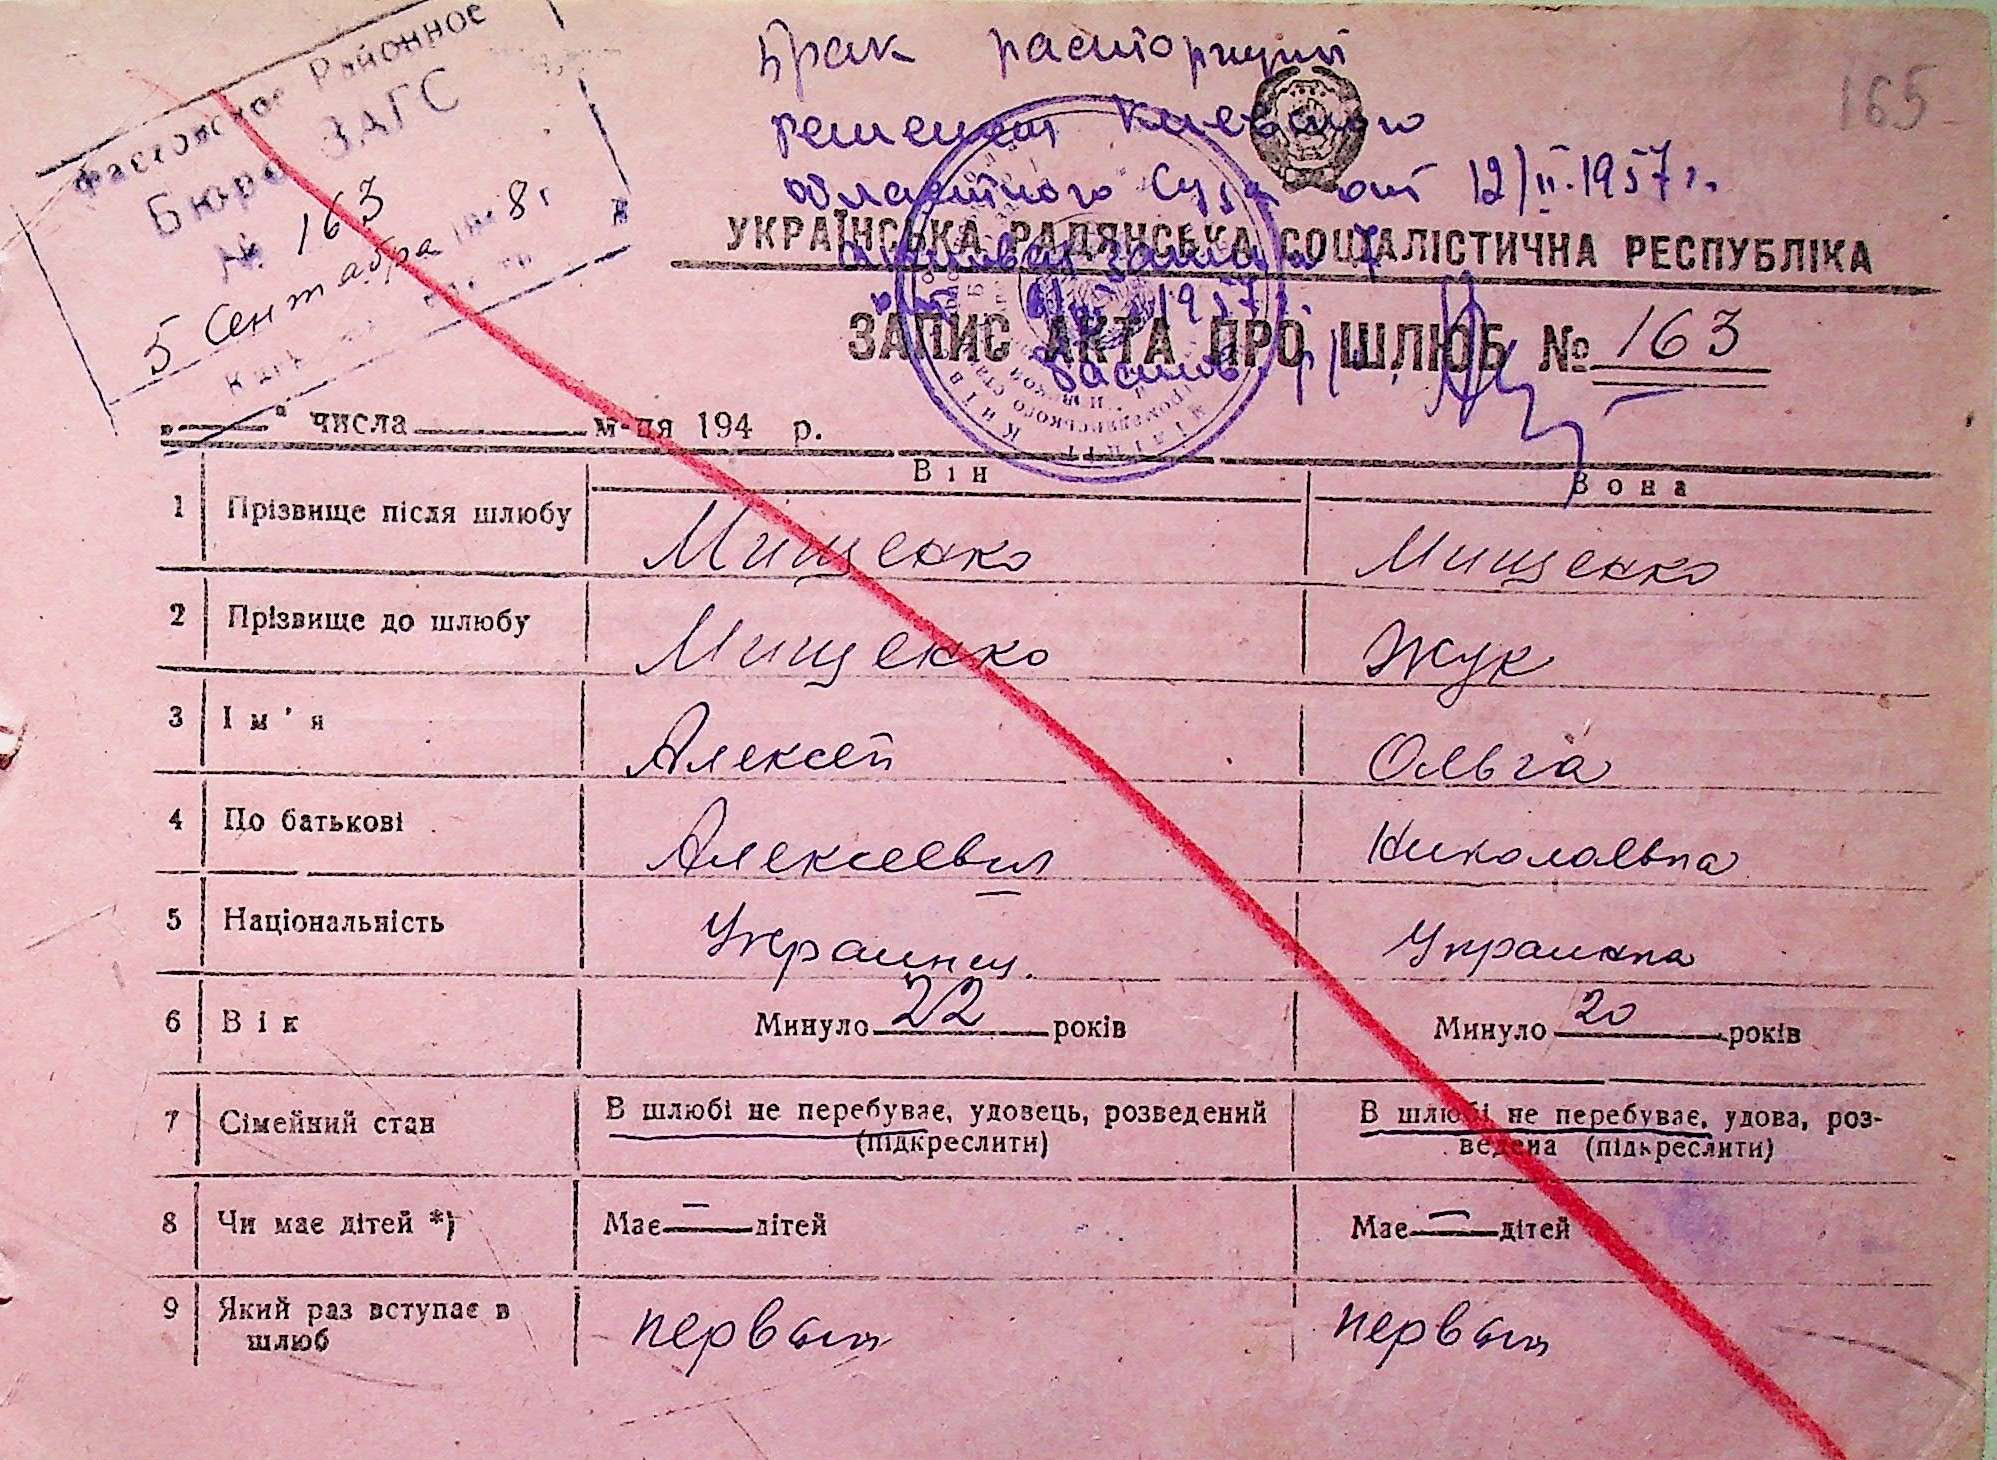 Фастовское Районное
Бюро ЗАГС
№ 163
5 Сентября 1948 г
Брак расторгнут
решением Киевского
областного Суда от 12/II.1957 г.
165
УКРАЇНСЬКА РАДЯНСЬКА СОЦІАЛІСТИЧНА РЕСПУБЛІКА
1957 г.
ЗАПИС АКТА ПРО ШЛЮБ № 163
" " числа м-ця 194 р.
Він Вона
1 Прізвище після шлюбу Мищенко Мищенко
2 Прізвище до шлюбу Мищенко Жук
3 Ім'я Алексей Ольга
4 По батькові Алексеевич Николаевна
5 Національність Украинец. Украинка
6 Вік Минуло 22 років Минуло 20 років
7 Сімейний стан В шлюбі не перебуває, удовець, розведений В шлюбі не перебуває, удова, роз-
(підкреслити) ведена (підкреслити)
8 Чи має дітей *) Має — дітей Має — дітей
9 Який раз вступає в первый первый
шлюб